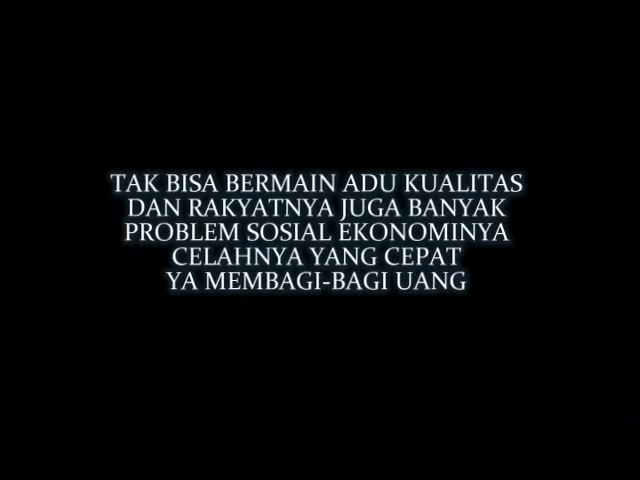 TAK BISA BERMAIN ADU KUALITAS
DAN RAKYATNYA JUGA BANYAK
PROBLEM SOSIAL EKONOMINYA
CELAHNYA YANG CEPAT
YA MEMBAGI-BAGI UANG